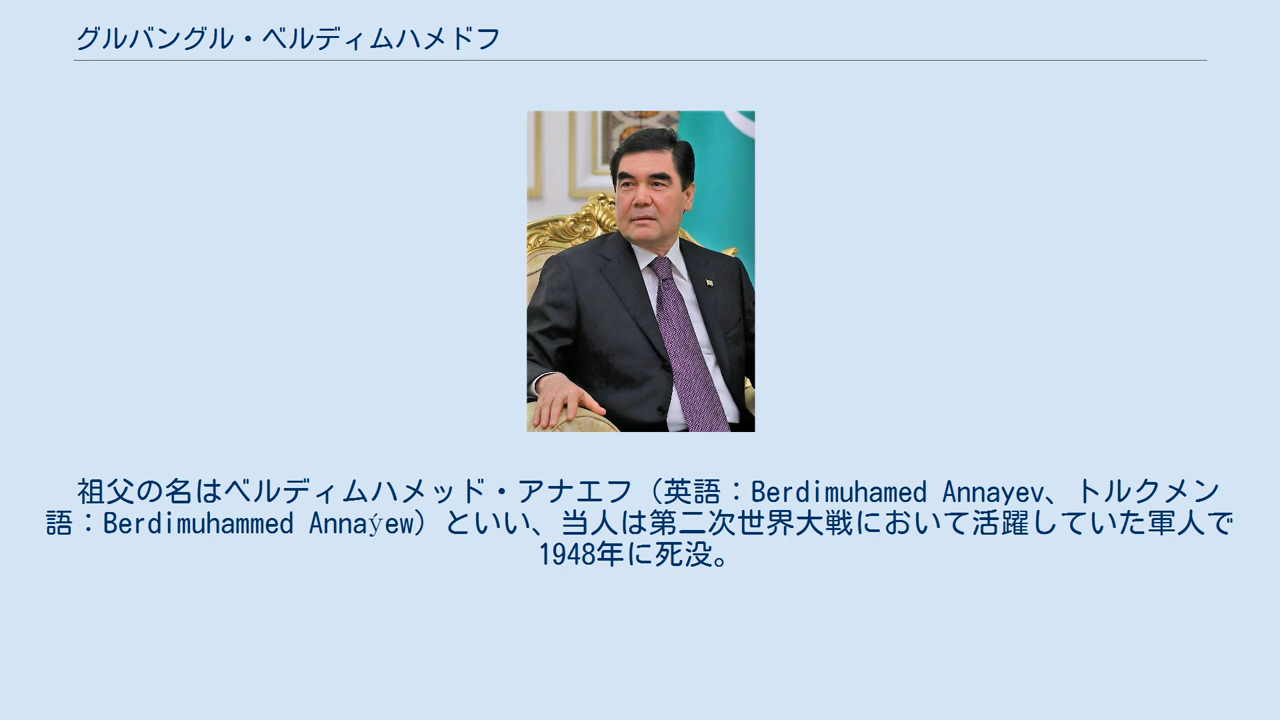 グルバングル・ベルディムハメドフ
祖父の名はベルディムハメッド・アナエフ（英語：Berdimuhamed Annayev、トルクメン
語：Berdimuhammed Annaýew）といい、当人は第二次世界大戦において活躍していた軍人で
1948年に死没。